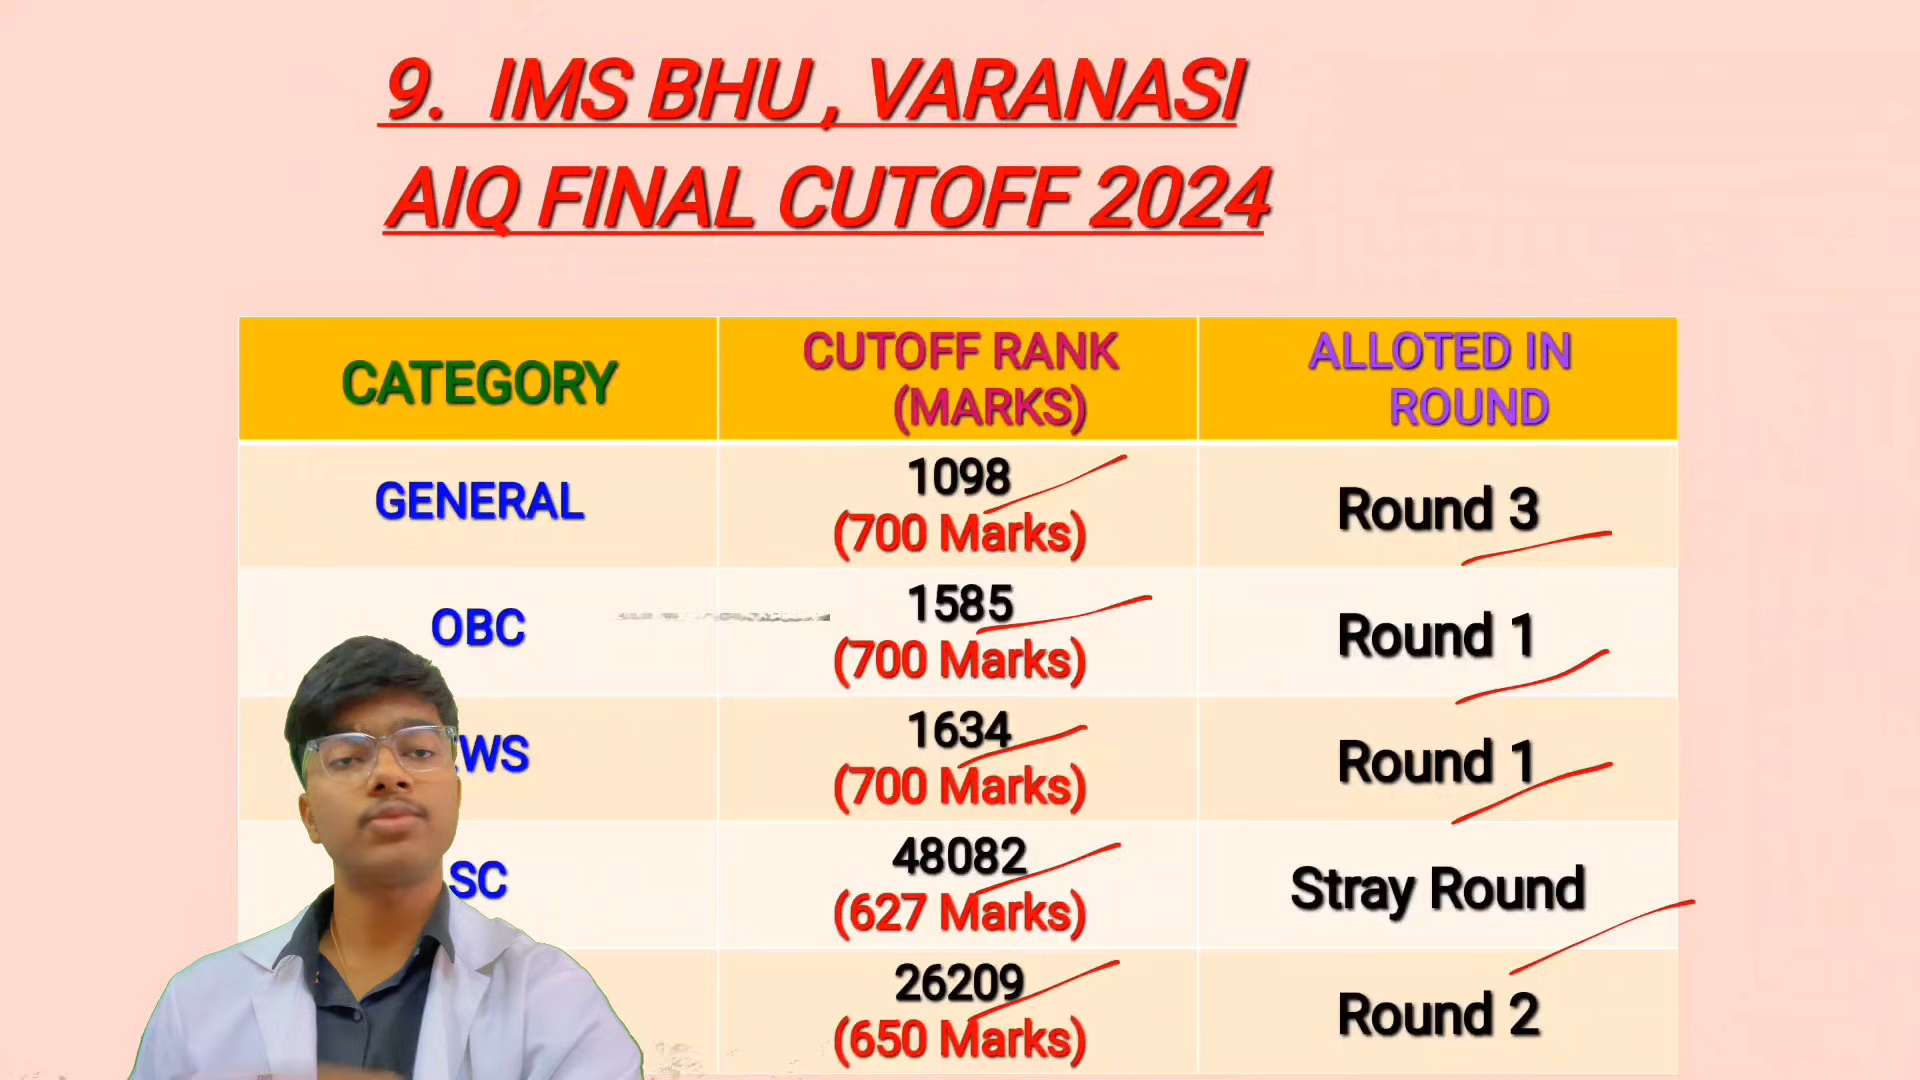 9. IMS BHU , VARANASI
AIQ FINAL CUTOFF 2024
CATEGORY
CUTOFF RANK
(MARKS)
ALLOTED IN
ROUND
GENERAL
1098
(700 Marks)
Round 3
OBC
1585
(700 Marks)
Round 1
WS
1634
(700 Marks)
Round 1
SC
48082
(627 Marks)
Stray Round
26209
(650 Marks)
Round 2